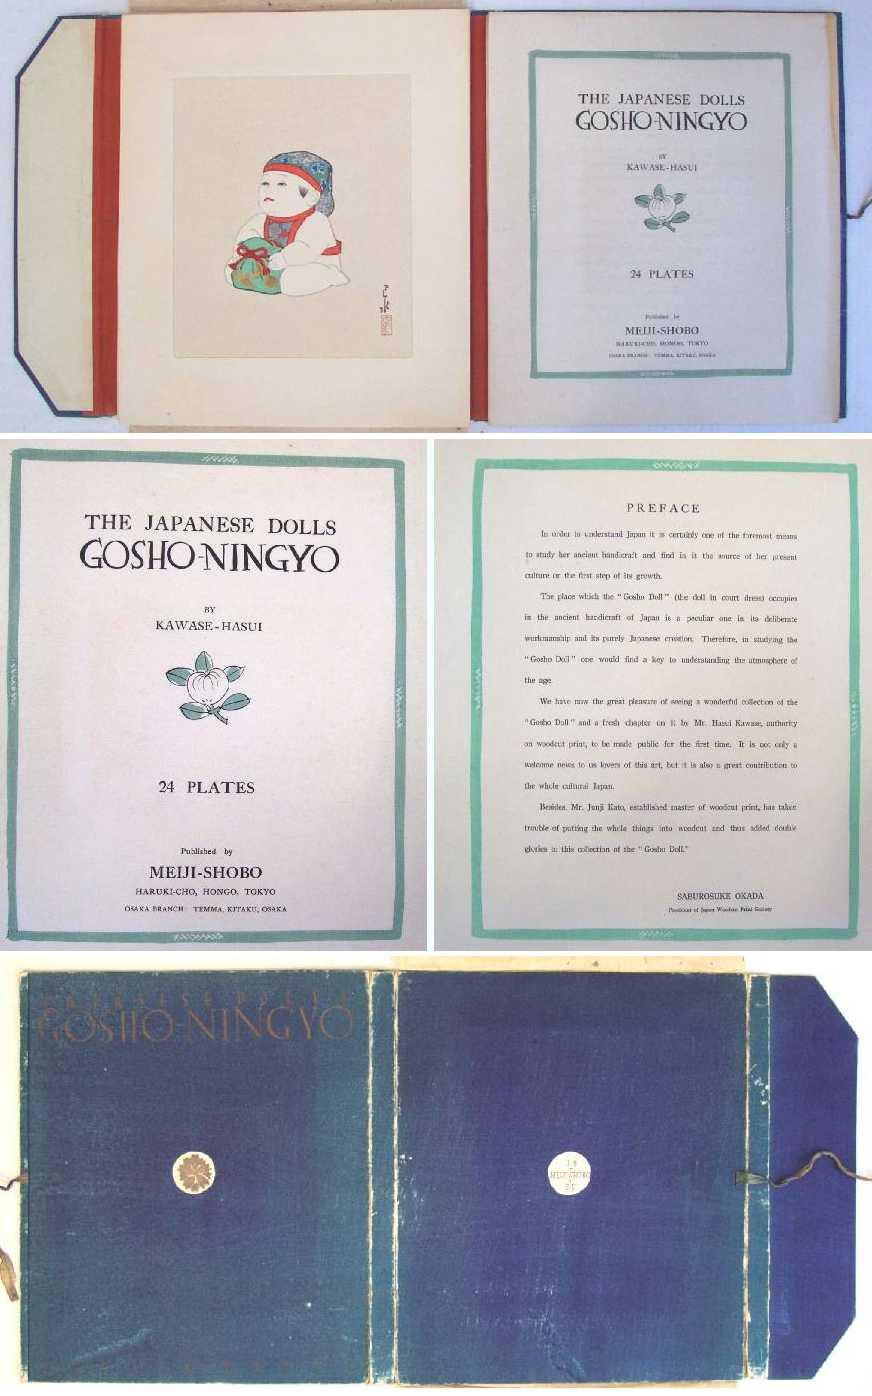 THE JAPANESE DOLLS
GOSHO-NINGYO
BY
KAWASE-HASUI
24 PLATES
Published by
MEIJI-SHOBO
HARUKI-CHO, HONGO, TOKYO
OSAKA BRANCH: TEMMA, KITAKU, OSAKA
THE JAPANESE DOLLS
GOSHO-NINGYO
BY
KAWASE-HASUI
24 PLATES
Published by
MEIJI-SHOBO
HARUKI-CHO, HONGO, TOKYO
OSAKA BRANCH: TEMMA, KITAKU, OSAKA
PREFACE
In order to understand Japan it is certainly one of the foremost means
to study her ancient handicraft and find in it the source of her present
culture or the first step of its growth.
The place which the "Gosho Doll" (the doll in court dress) occupies
in the ancient handicraft of Japan is a peculiar one in its deliberate
workmanship and its purely Japanese creation. Therefore, in studying the
"Gosho Doll" one would find a key to understanding the atmosphere of
the age.
We have now the great pleasure of seeing a wonderful collection of the
"Gosho Doll" and a fresh chapter on it by Mr. Hasui Kawase, authority
on woodcut print, to be made public for the first time. It is not only a
welcome news to us lovers of this art, but it is also a great contribution to
the whole cultural Japan.
Besides, Mr. Junji Kato, established master of woodcut print, has taken
trouble of putting the whole things into woodcut and thus added double
glories to this collection of the "Gosho Doll."
SABUROSUKE OKADA
President of Japan Woodcut Print Society
JAPANESE DOLLS
GOSHO-NINGYO
MEIJI-SHOBO